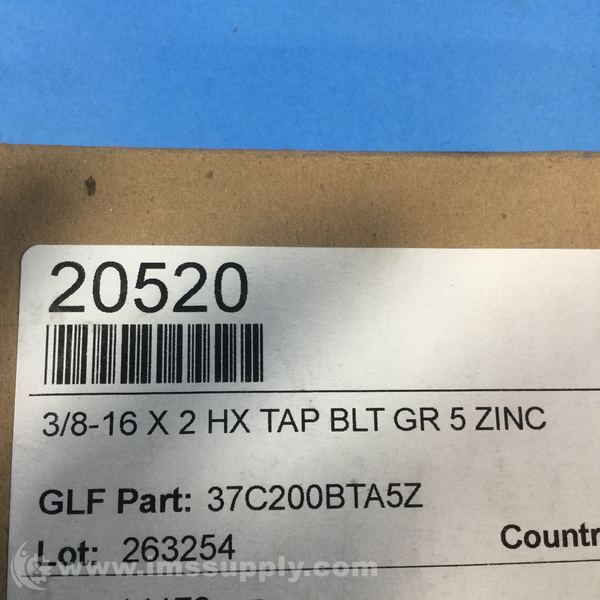 20520
3/8-16 X 2 HX TAP BLT GR 5 ZINC
GLF Part: 37C200BTA5Z
Lot: 263254
Countr
www.imssupply.com